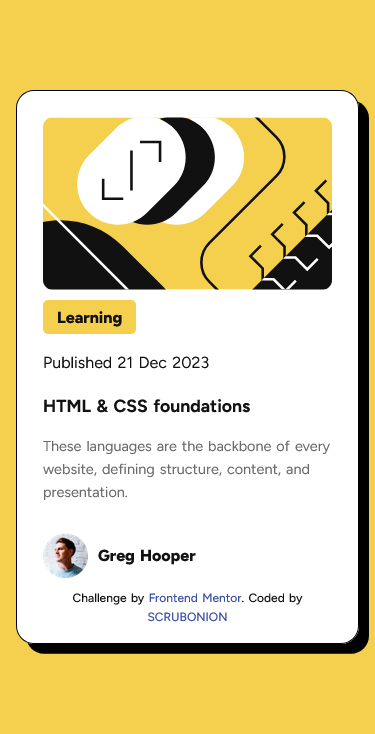 Learning
Published 21 Dec 2023
HTML & CSS foundations
These languages are the backbone of every
website, defining structure, content, and
presentation.
Greg Hooper
Challenge by Frontend Mentor. Coded by
SCRUBONION